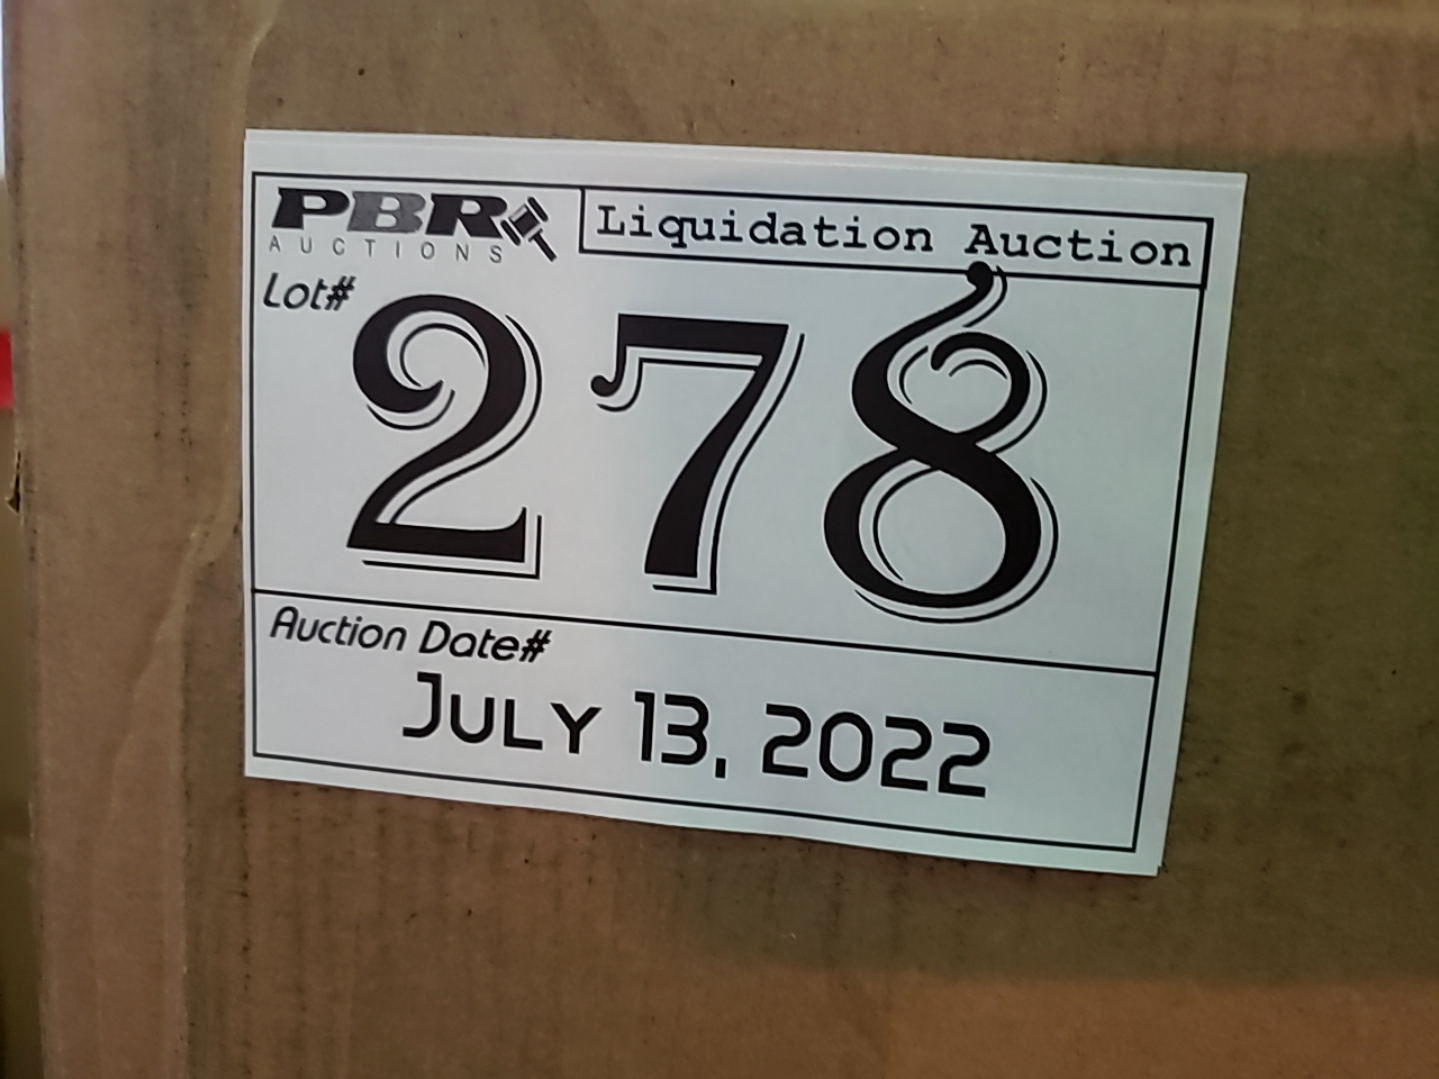 PBR
AUCTIONS
Liquidation Auction
Lot#
278
Auction Date#
July 13, 2022